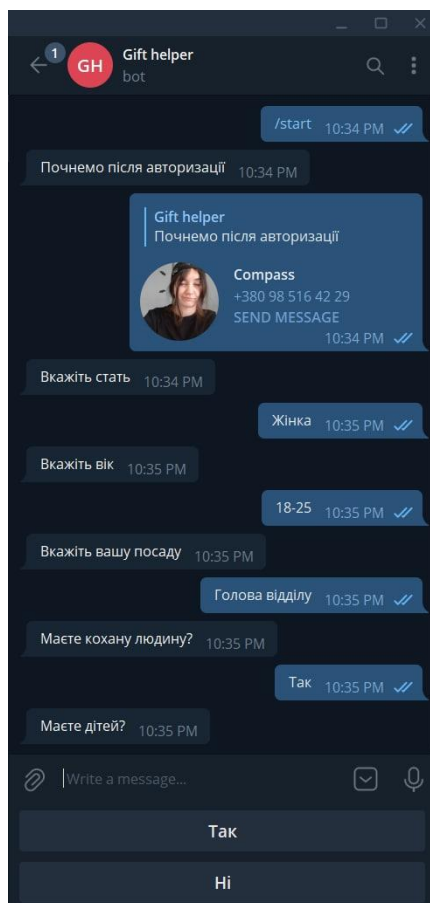 1
GH
Gift helper
bot
/start 10:34 PM
Почнемо після авторизації 10:34 PM
Gift helper
Почнемо після авторизації
Compass
+380 98 516 42 29
SEND MESSAGE
10:34 PM
Вкажіть стать 10:34 PM
Жінка 10:35 PM
Вкажіть вік 10:35 PM
18-25 10:35 PM
Вкажіть вашу посаду 10:35 PM
Голова відділу 10:35 PM
Маєте кохану людину? 10:35 PM
Так 10:35 PM
Маєте дітей? 10:35 PM
Write a message...
Так
Ні